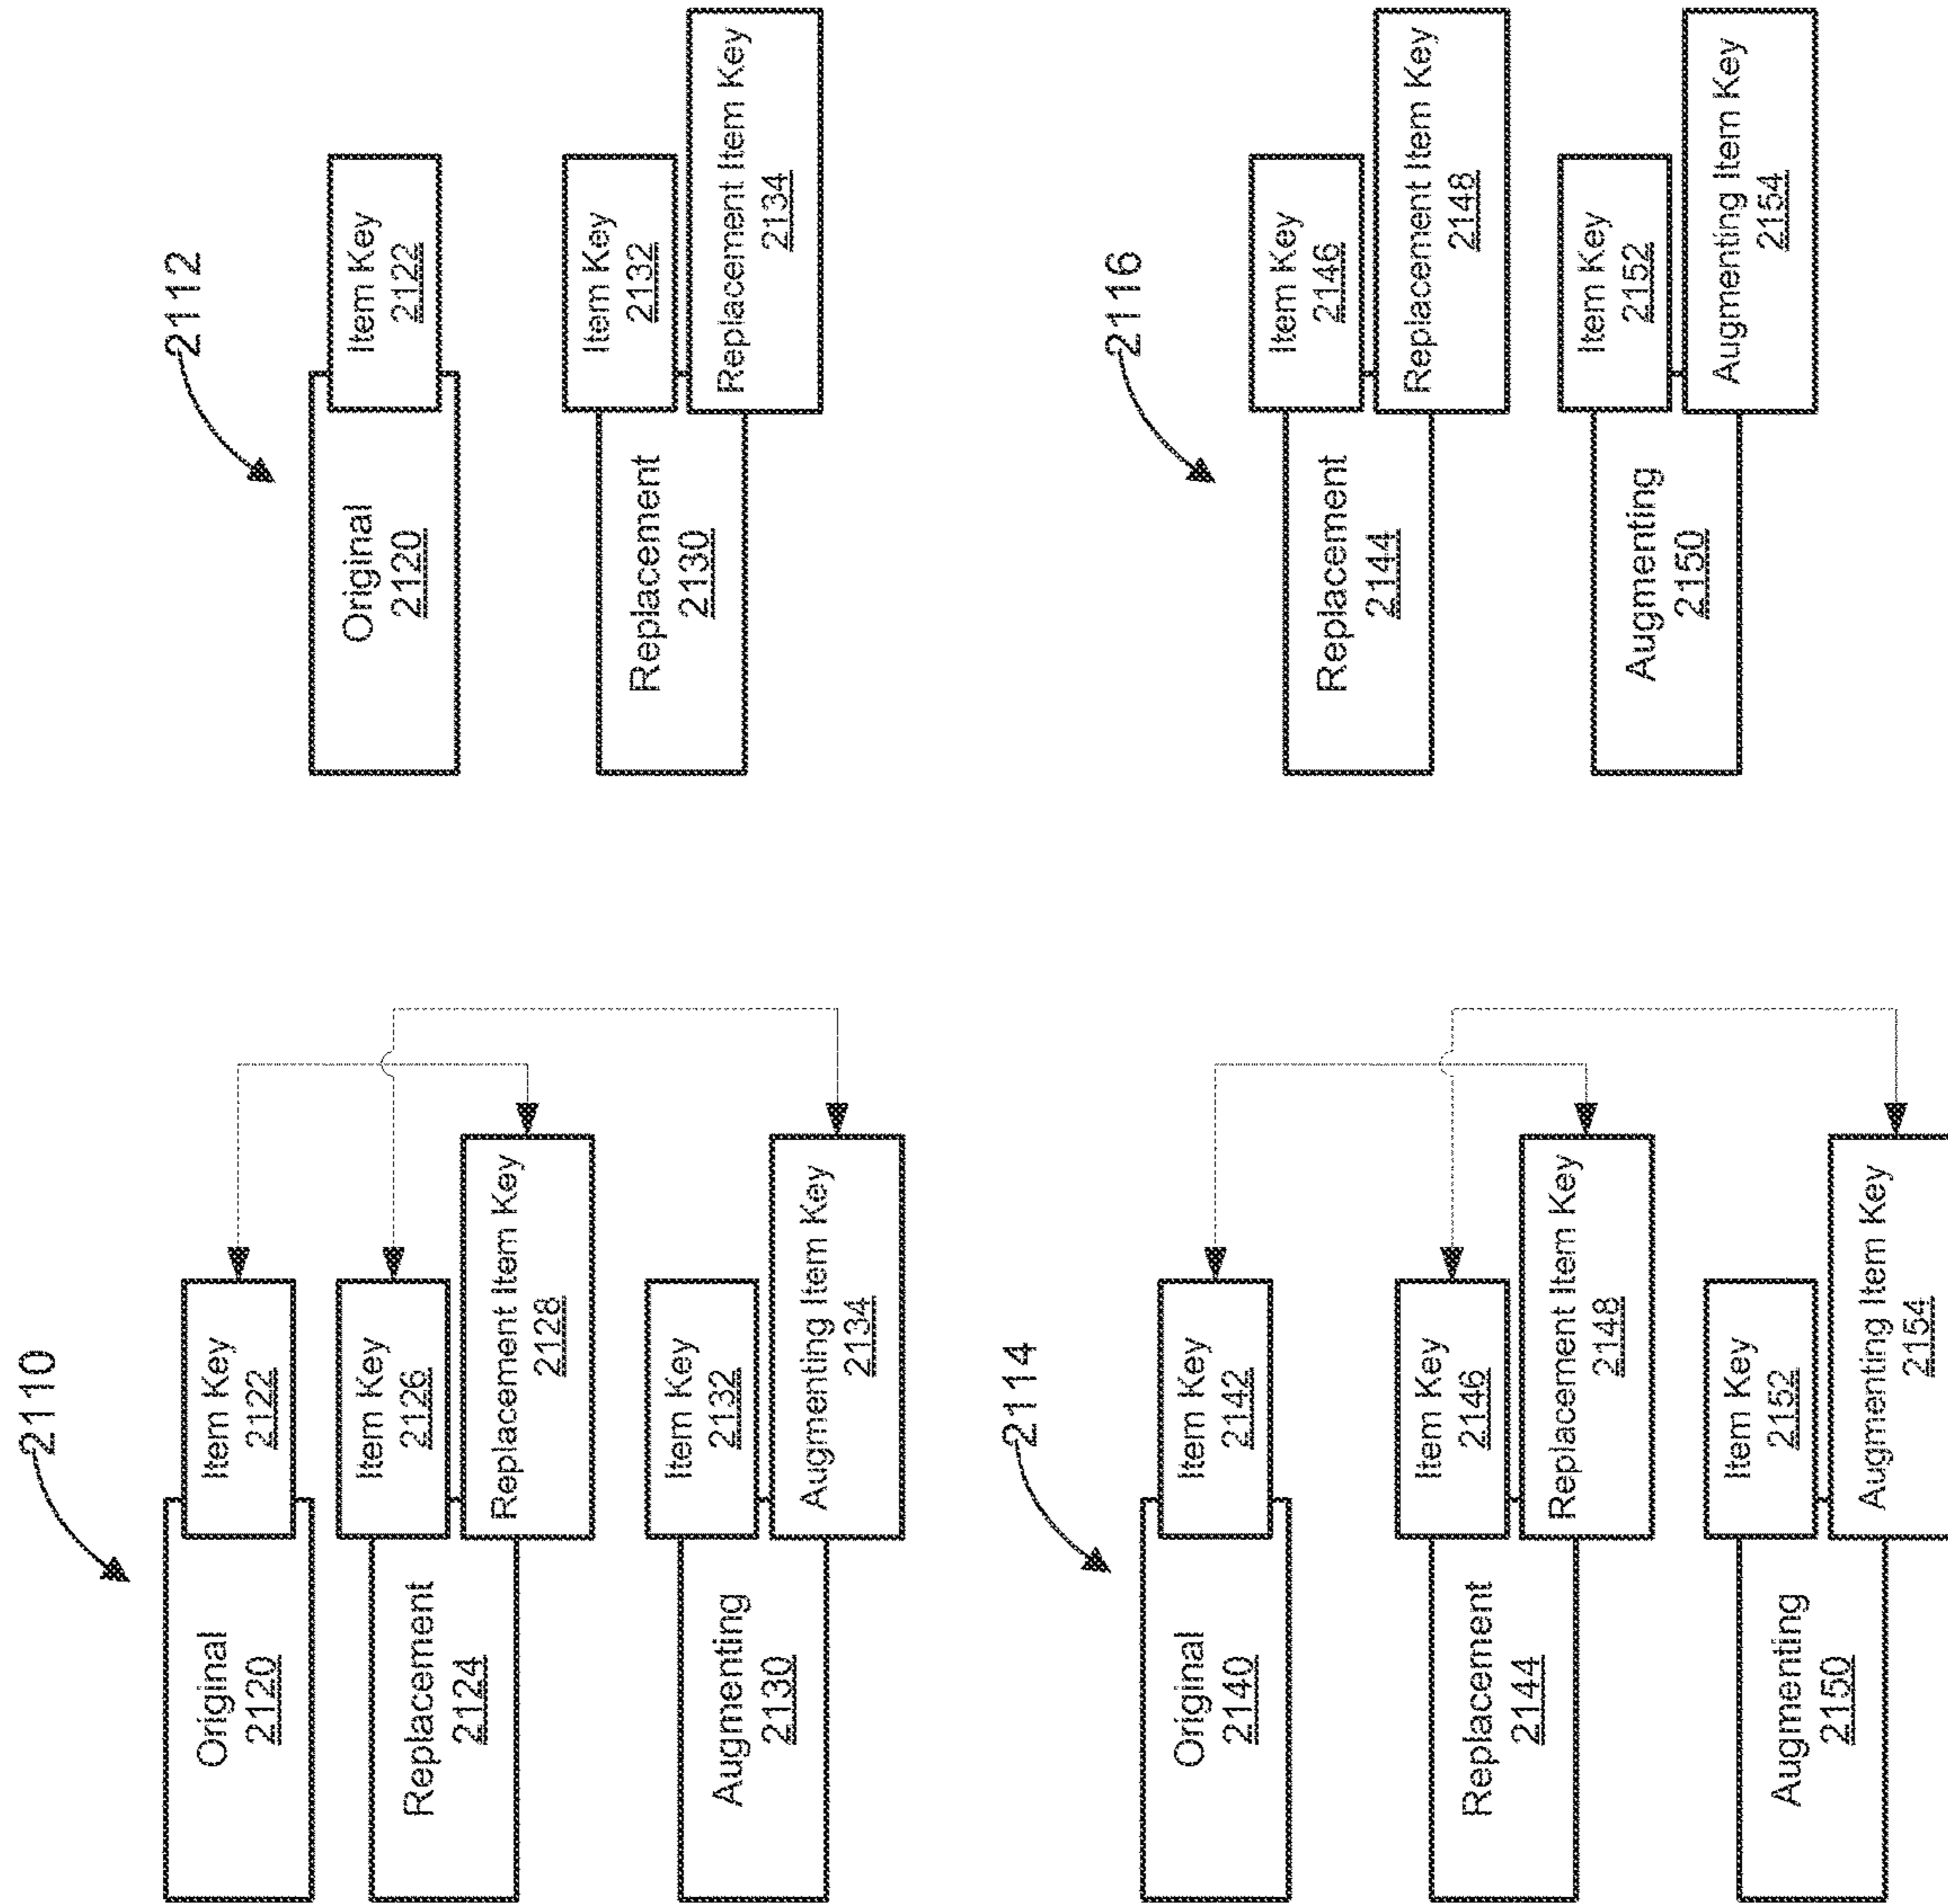 2110
Original
2120
Item Key
2122
Replacement
2124
Item Key
2126
Replacement Item Key
2128
Augmenting
2130
Item Key
2132
Augmenting Item Key
2134
2112
Original
2120
Item Key
2122
Replacement
2130
Item Key
2132
Replacement Item Key
2134
2114
Original
2140
Item Key
2142
Replacement
2144
Item Key
2146
Replacement Item Key
2148
Augmenting
2150
Item Key
2152
Augmenting Item Key
2154
2116
Replacement
2144
Item Key
2146
Replacement Item Key
2148
Augmenting
2150
Item Key
2152
Augmenting Item Key
2154